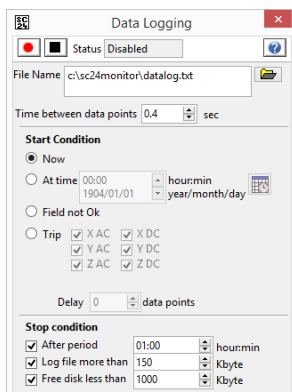 SC24
Data Logging
Status Disabled
File Name c:\sc24monitor\datalog.txt
Time between data points 0.4 sec
Start Condition
Now
At time 00:00 hour:min
1904/01/01 year/month/day
Field not Ok
Trip X AC X DC
Y AC Y DC
Z AC Z DC
Delay 0 data points
Stop condition
After period 01:00 hour:min
Log file more than 150 Kbyte
Free disk less than 1000 Kbyte